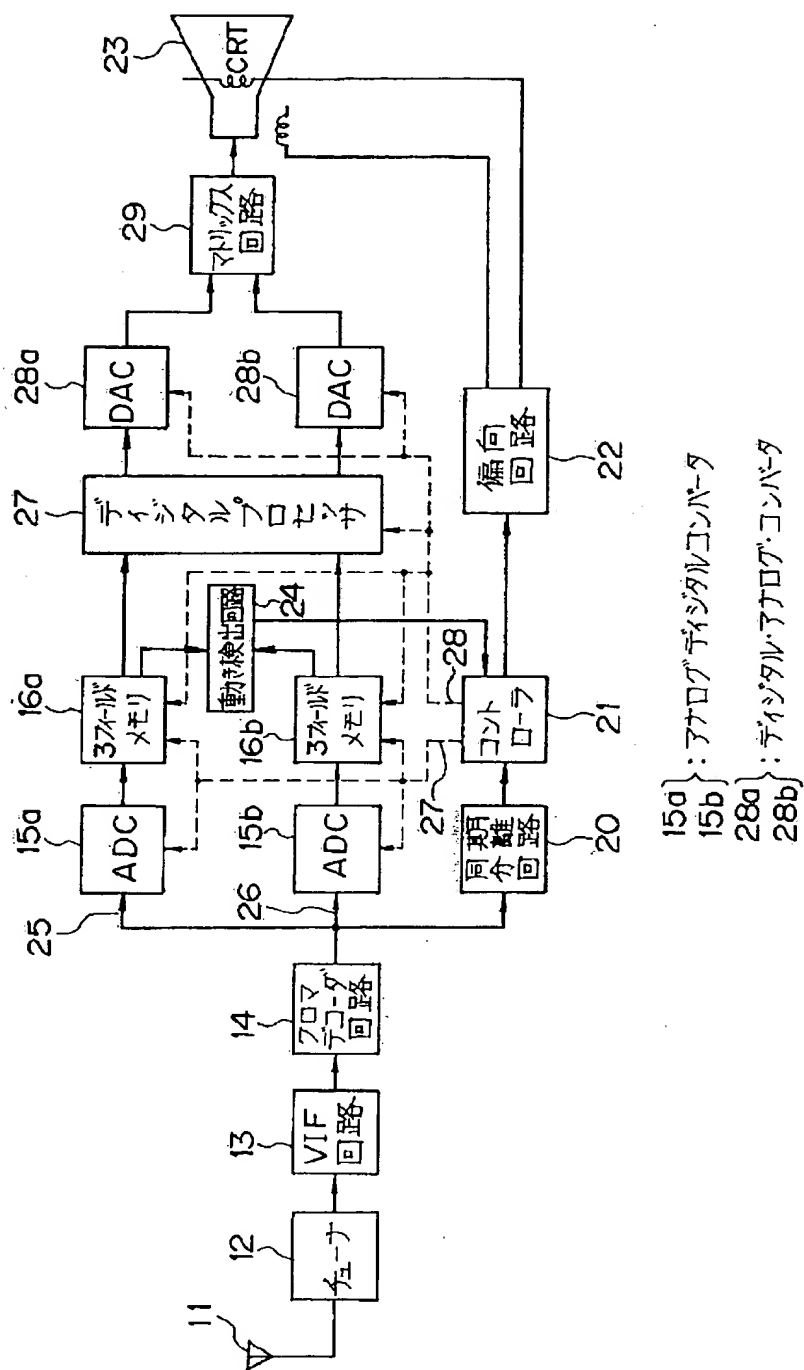 11
12
チューナ
13
VIF
回路
14
クロマ
デコーダ
回路
25
26
15a
ADC
15b
ADC
20
同期
分離
回路
16a
3フィールド
メモリ
16b
3フィールド
メモリ
24
動き検出回路
27
28
コント
ローラ
21
27
ディジタルプロセッサ
28a
DAC
28b
DAC
偏向
回路
22
29
マトリックス
回路
23
CRT
15a
15b
：アナログディジタルコンバータ
28a
28b
：ディジタル・アナログ・コンバータ